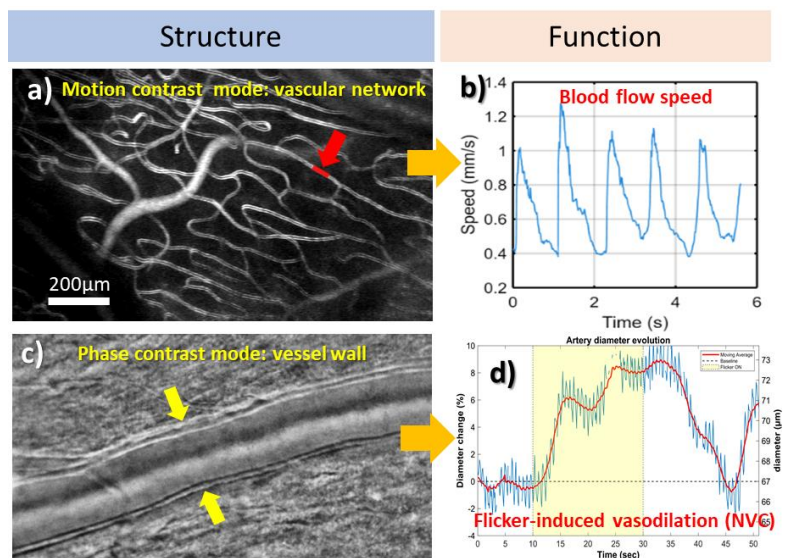 Structure
Function
a)
Motion contrast mode: vascular network
200μm
b)
Blood flow speed
Speed (mm/s)
1.4
1.2
1
0.8
0.6
0.4
0.2
0
2
4
6
Time (s)
c)
Phase contrast mode: vessel wall
d)
Artery diameter evolution
Moving Average
Baseline
Flicker ON
Diameter change (%)
10
8
6
4
2
0
-2
-4
73
72
71
70
69
68
67
66
65
diameter (μm)
Flicker-induced vasodilation (NVC)
0
5
10
15
20
25
30
35
40
45
50
Time (sec)